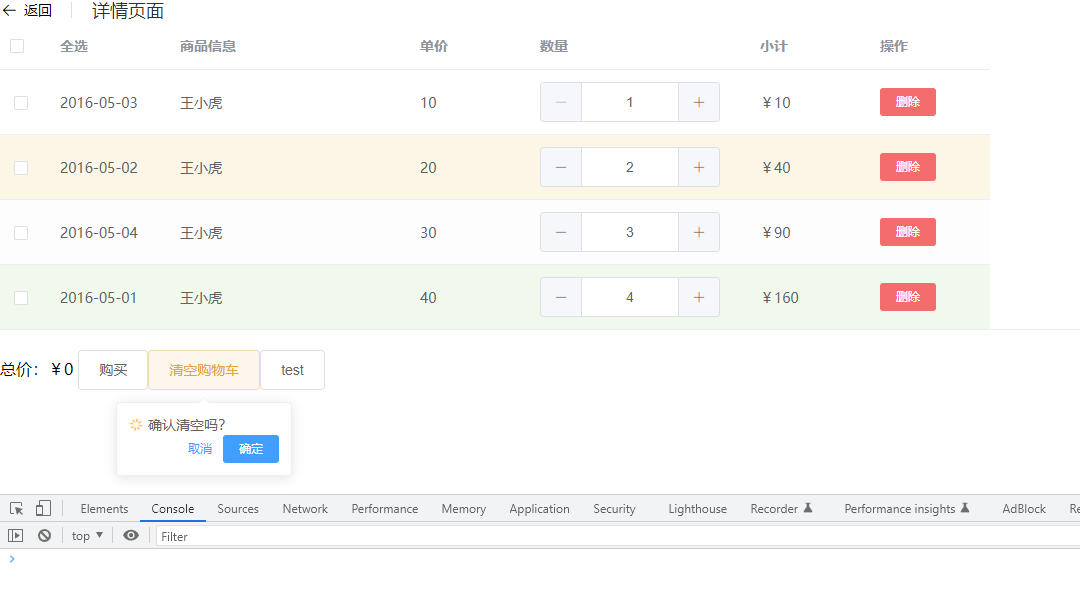 返回 详情页面
全选 商品信息 单价 数量 小计 操作
2016-05-03 王小虎 10 1 ￥10 删除
2016-05-02 王小虎 20 2 ￥40 删除
2016-05-04 王小虎 30 3 ￥90 删除
2016-05-01 王小虎 40 4 ￥160 删除
总价：￥0 购买 清空购物车 test
确认清空吗？
取消 确定
Elements Console Sources Network Performance Memory Application Security Lighthouse Recorder Performance insights AdBlock Re
top Filter